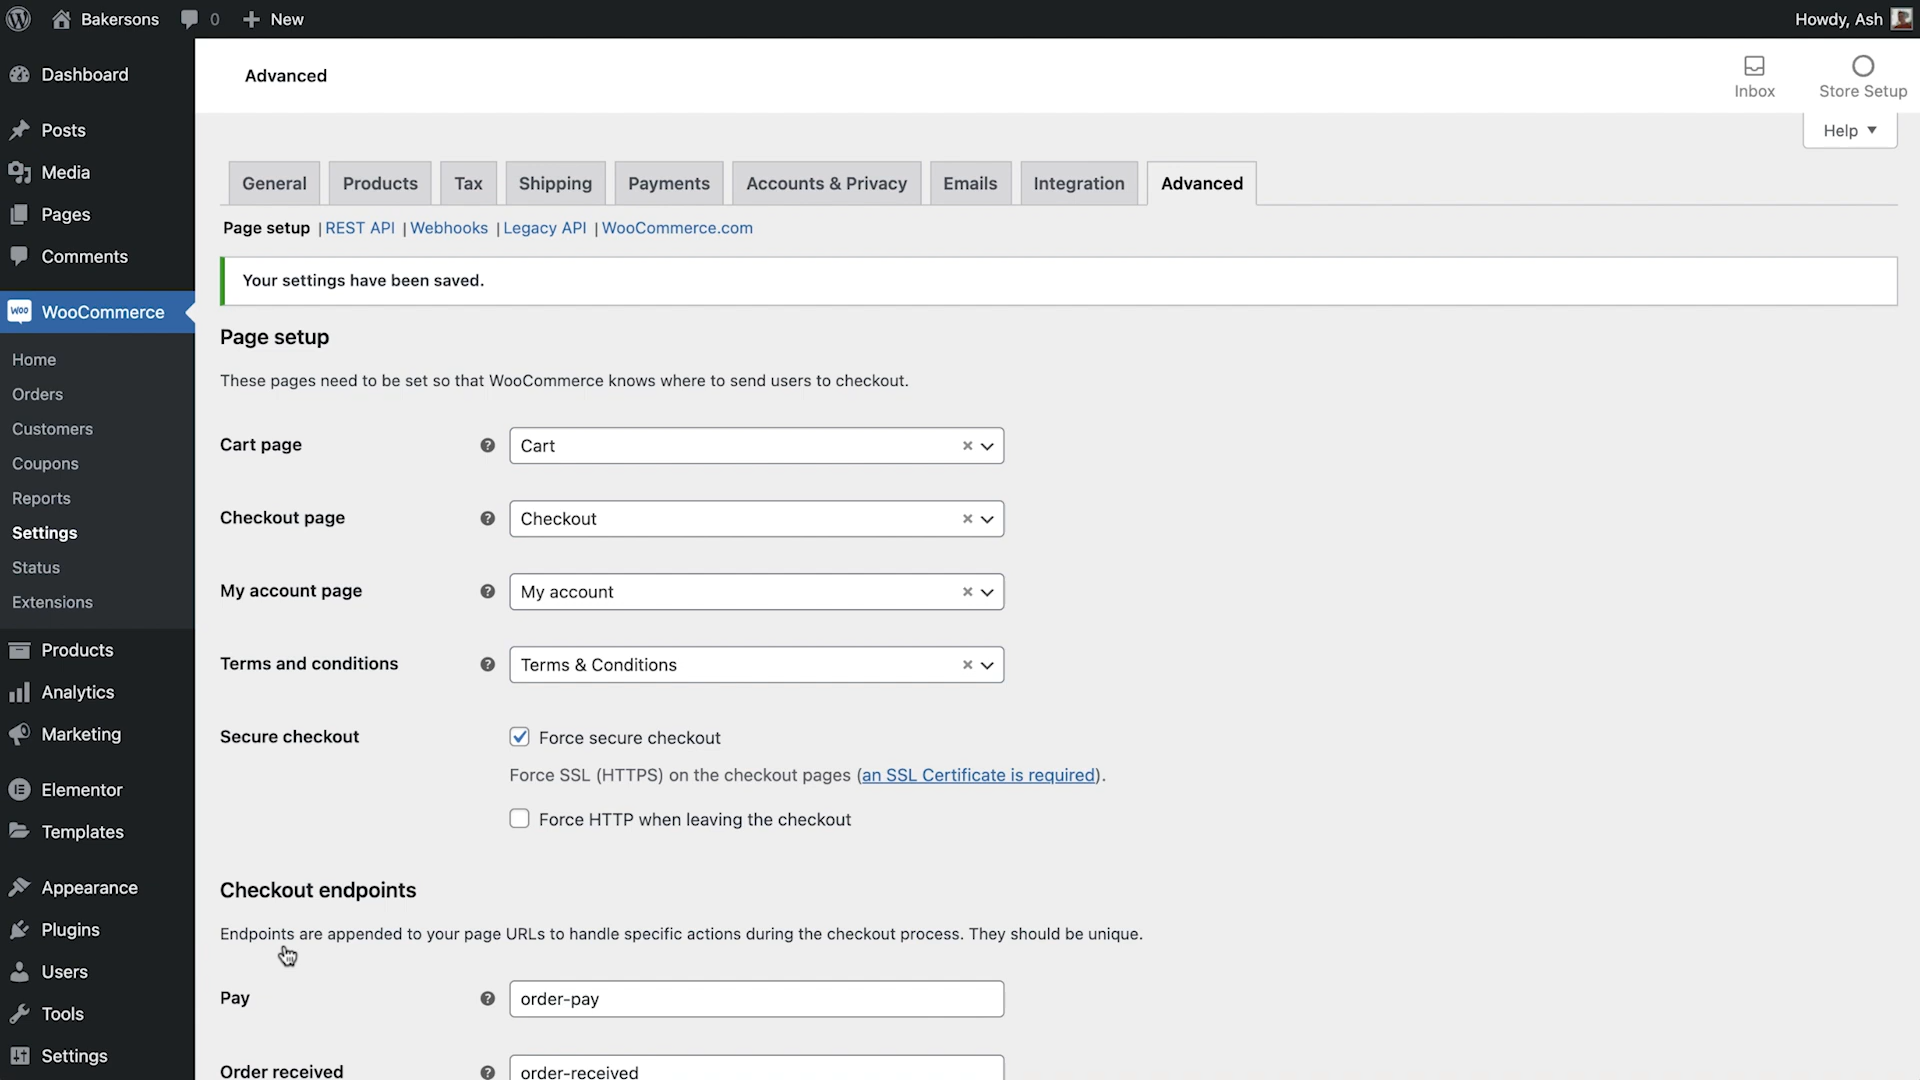 Bakersons
0
New
Howdy, Ash
Dashboard
Posts
Media
Pages
Comments
WOO
WooCommerce
Home
Orders
Customers
Coupons
Reports
Settings
Status
Extensions
Products
Analytics
Marketing
Elementor
Templates
Appearance
Plugins
Users
Tools
Settings
Advanced
Inbox
Store Setup
Help
General
Products
Tax
Shipping
Payments
Accounts & Privacy
Emails
Integration
Advanced
Page setup | REST API | Webhooks | Legacy API | WooCommerce.com
Your settings have been saved.
Page setup
These pages need to be set so that WooCommerce knows where to send users to checkout.
Cart page
Cart
Checkout page
Checkout
My account page
My account
Terms and conditions
Terms & Conditions
Secure checkout
Force secure checkout
Force SSL (HTTPS) on the checkout pages (an SSL Certificate is required).
Force HTTP when leaving the checkout
Checkout endpoints
Endpoints are appended to your page URLs to handle specific actions during the checkout process. They should be unique.
Pay
order-pay
Order received
order-received